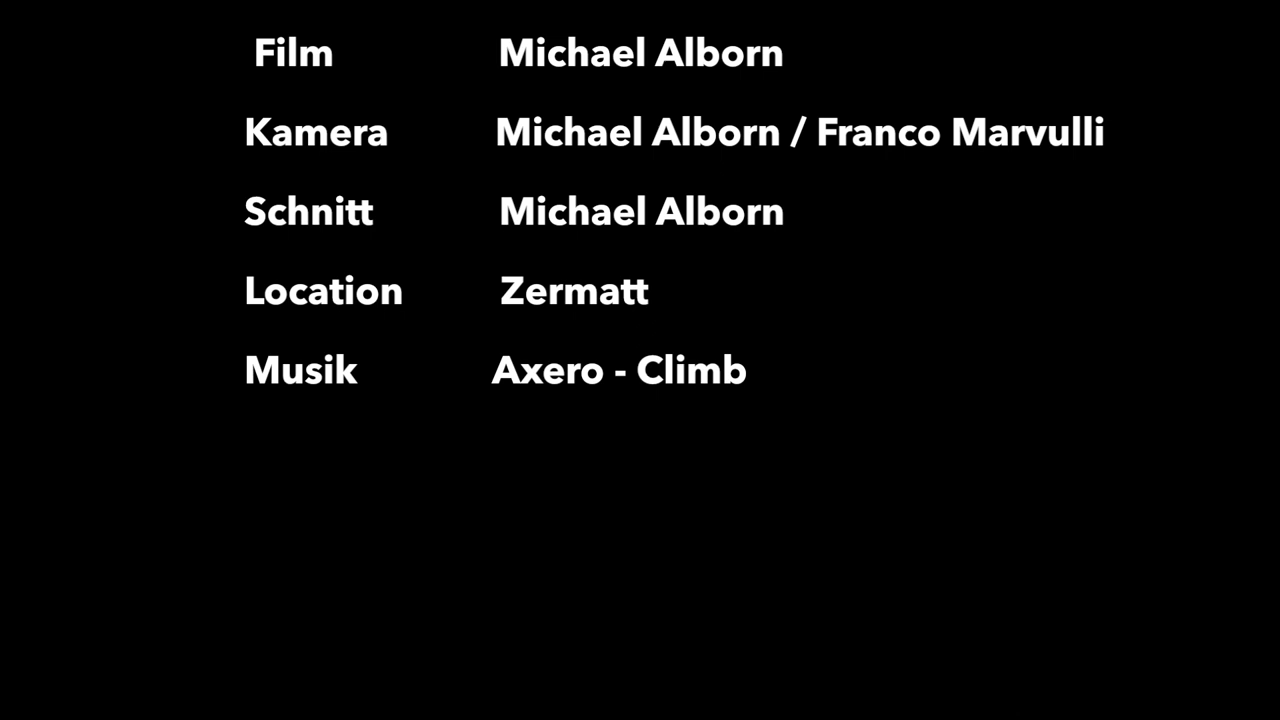 Film Michael Alborn
Kamera Michael Alborn / Franco Marvulli
Schnitt Michael Alborn
Location Zermatt
Musik Axero - Climb